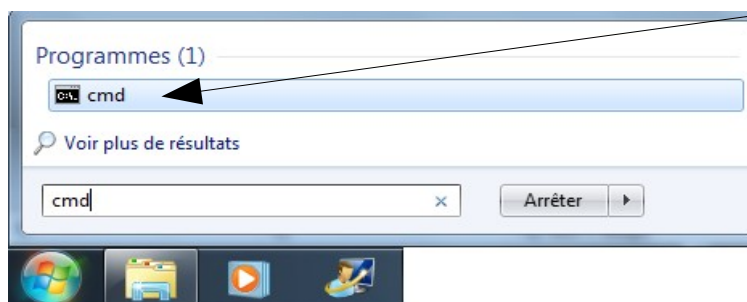 Programmes (1)
cmd
Voir plus de résultats
cmd
Arrêter